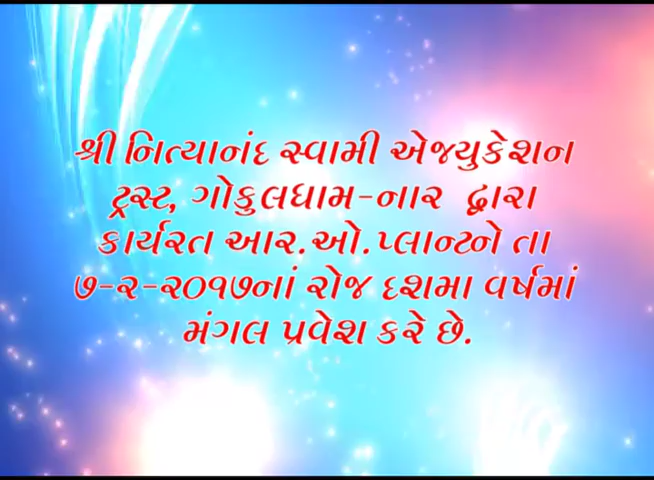 શ્રી નિત્યાનંદ સ્વામી એજ્યુકેશન
ટ્રસ્ટ, ગોકુલધામ-નાર દ્વારા
કાર્યરત આર.ઓ.પ્લાન્ટને તા
૭-૨-૨૦૧૭નાં રોજ દશમા વર્ષમાં
મંગલ પ્રવેશ કરે છે.